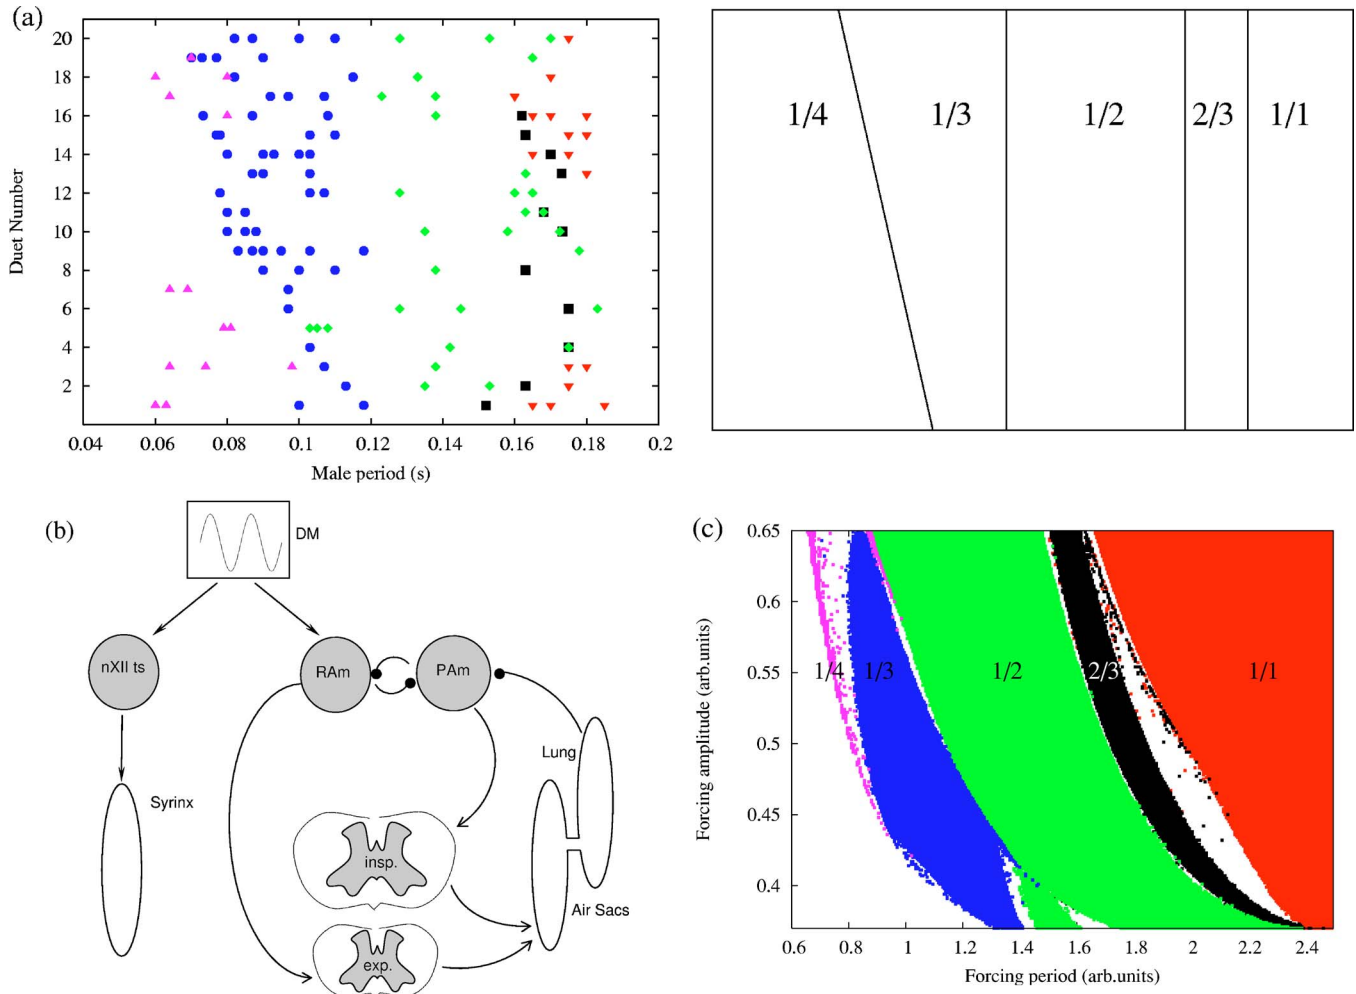 (a)
20
18
16
14
12
10
8
6
4
2
Duet Number
0.04 0.06 0.08 0.1 0.12 0.14 0.16 0.18 0.2
Male period (s)
1/4 1/3 1/2 2/3 1/1
(b)
DM
nXII ts
RAm
PAm
Syrinx
Lung
Air Sacs
insp.
exp.
(c)
0.65
0.6
0.55
0.5
0.45
0.4
Forcing amplitude (arb.units)
1/4 1/3 1/2 2/3 1/1
0.6 0.8 1 1.2 1.4 1.6 1.8 2 2.2 2.4
Forcing period (arb.units)